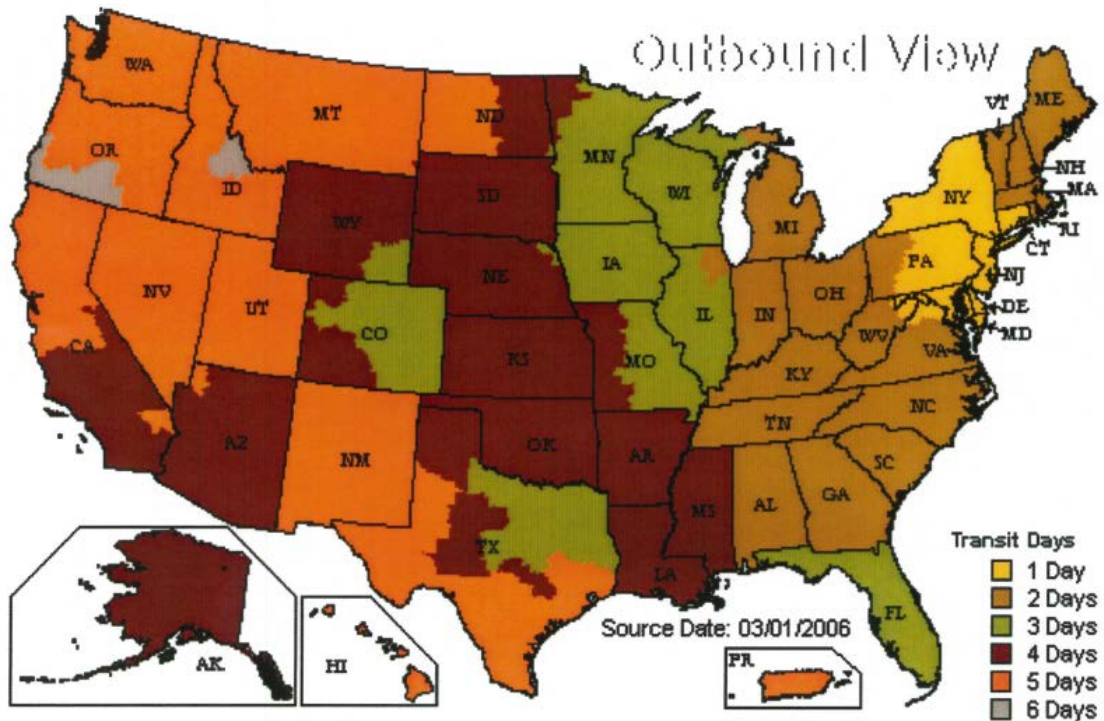 Outbound View
WA
MT
ND
MN
VT
ME
OR
ID
WY
SD
WI
MI
NY
NH
MA
RI
CT
NV
UT
CO
NE
IA
IL
IN
OH
PA
NJ
DE
MD
CA
KS
MO
KY
WV
VA
AZ
NM
OK
AR
TN
NC
SC
TX
LA
MS
AL
GA
FL
AK
HI
PR
Source Date: 03/01/2006
Transit Days
1 Day
2 Days
3 Days
4 Days
5 Days
6 Days